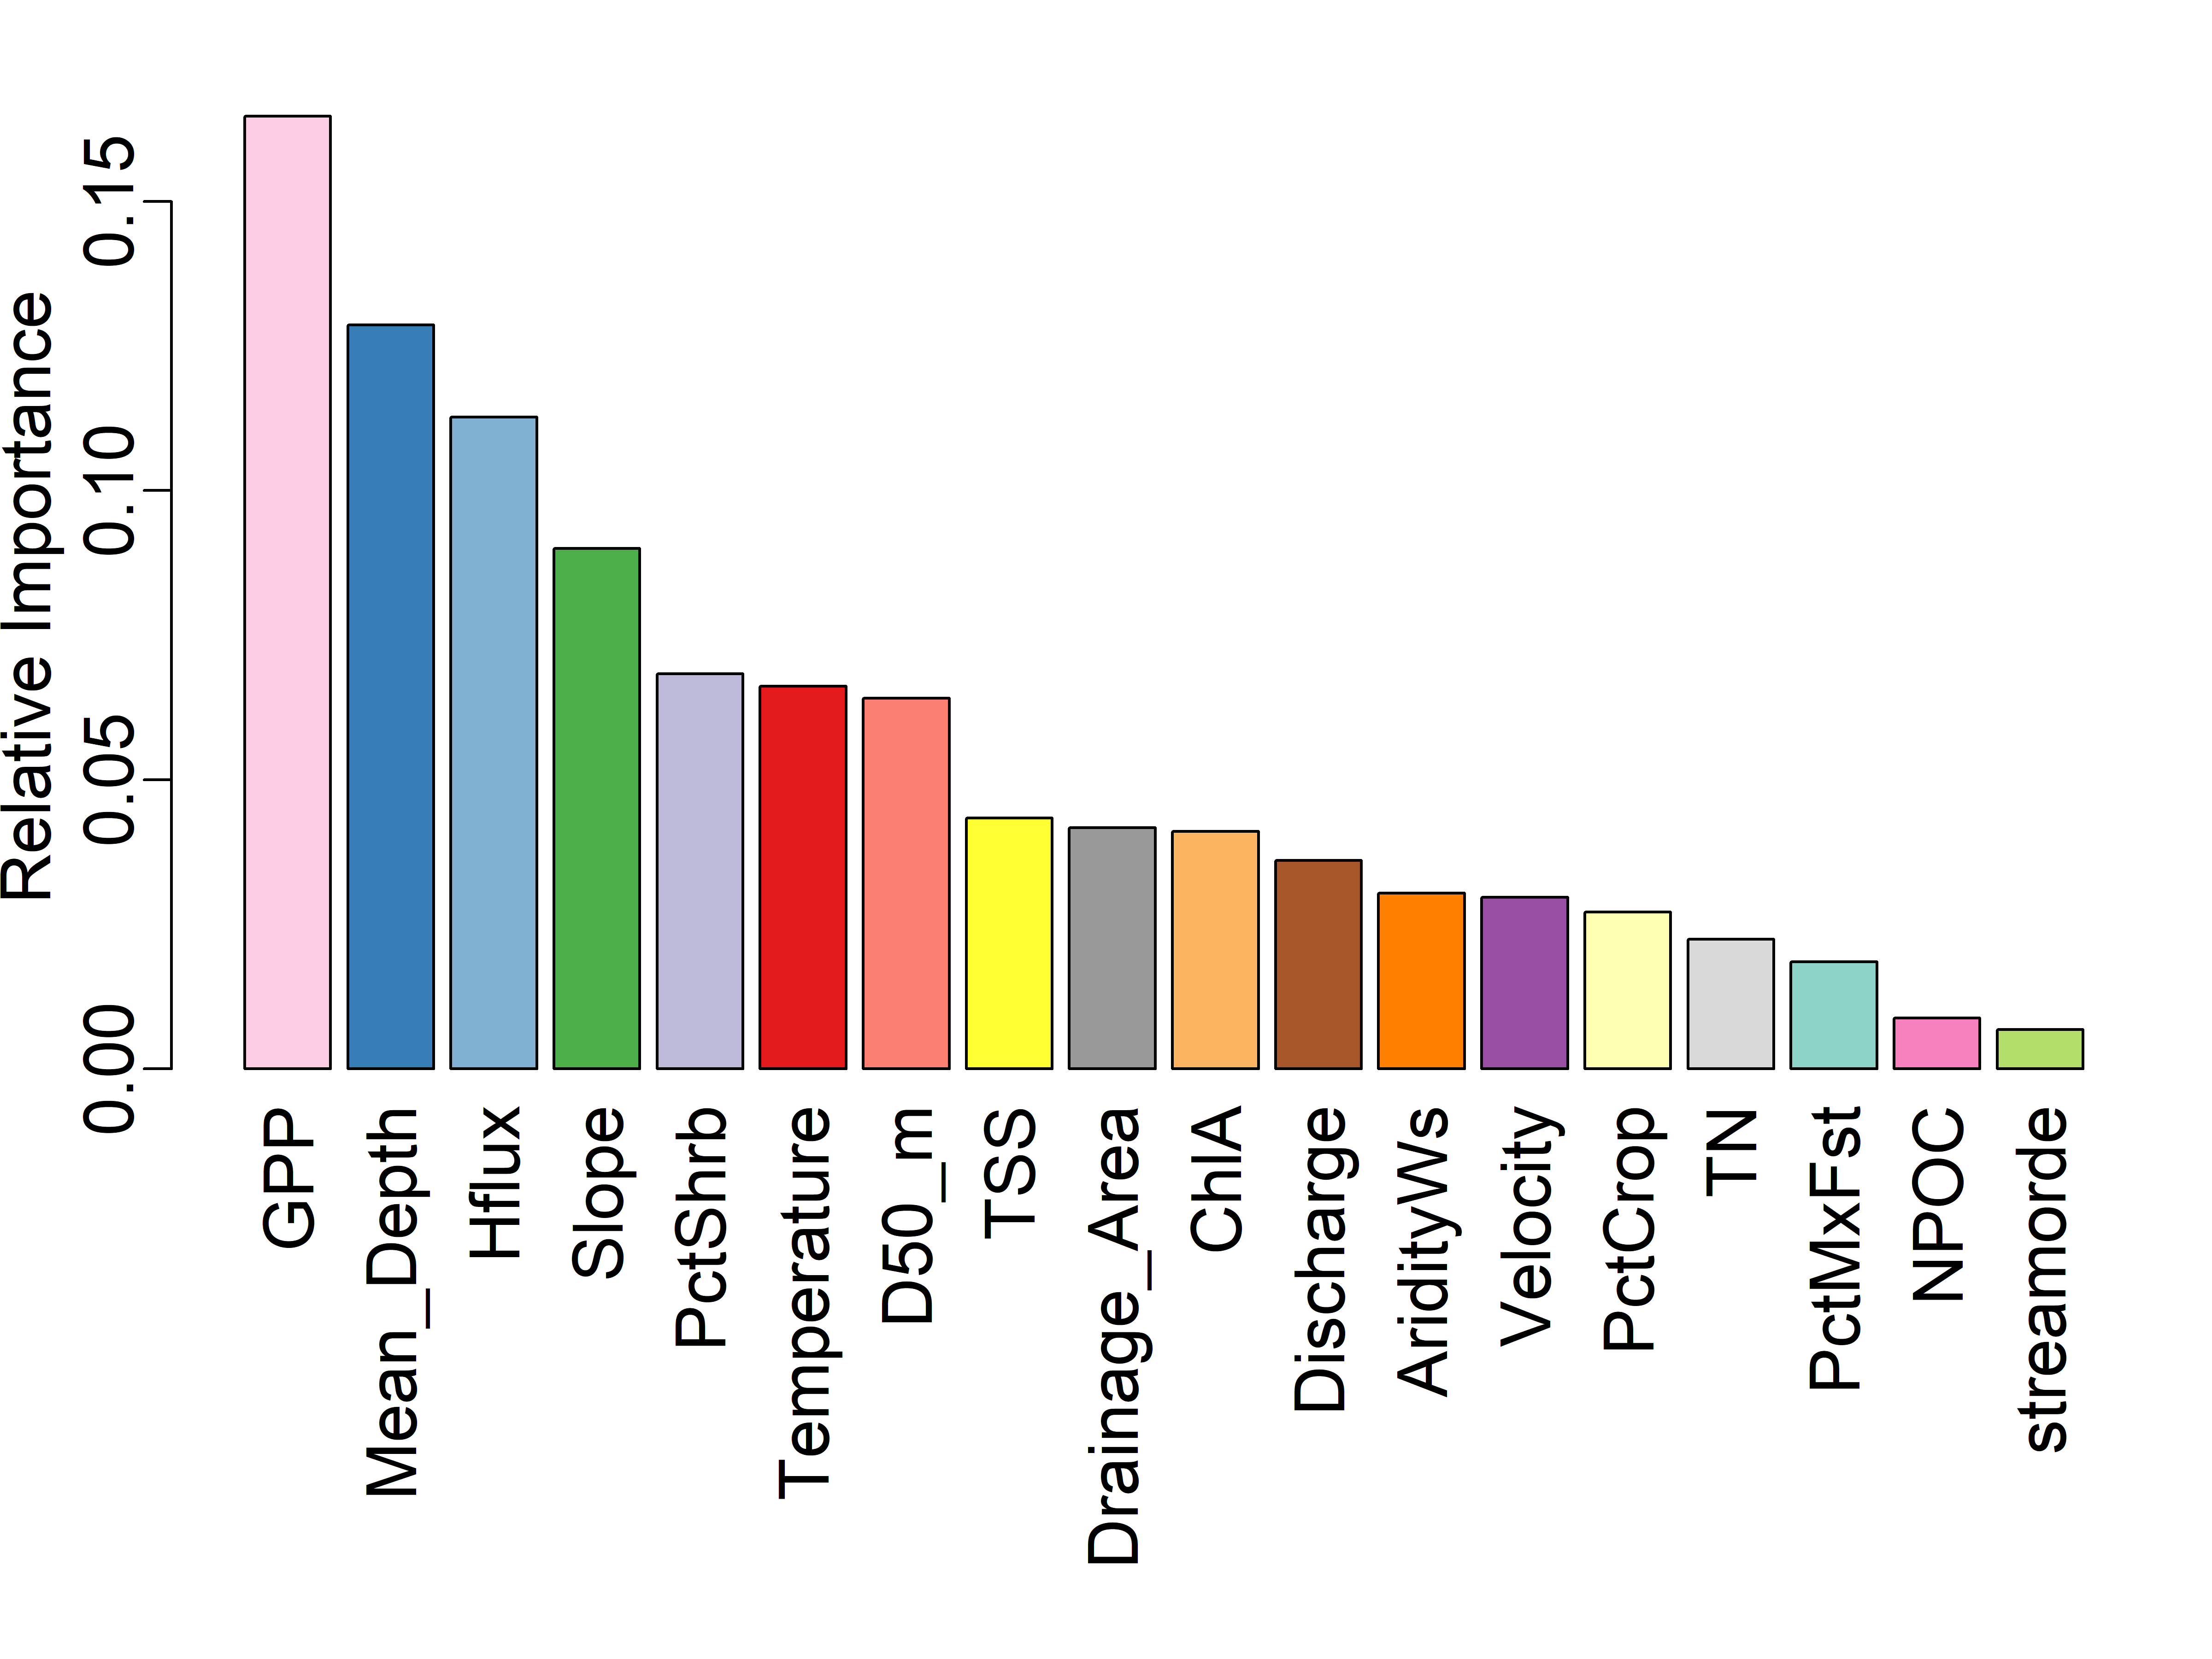 Relative Importance
0.15
0.10
0.05
0.00
GPP
Mean_Depth
Hflux
Slope
PctShrb
Temperature
D50_m
TSS
Drainage_Area
ChlA
Discharge
AridityWs
Velocity
PctCrop
TN
PctMxFst
NPOC
streamorde